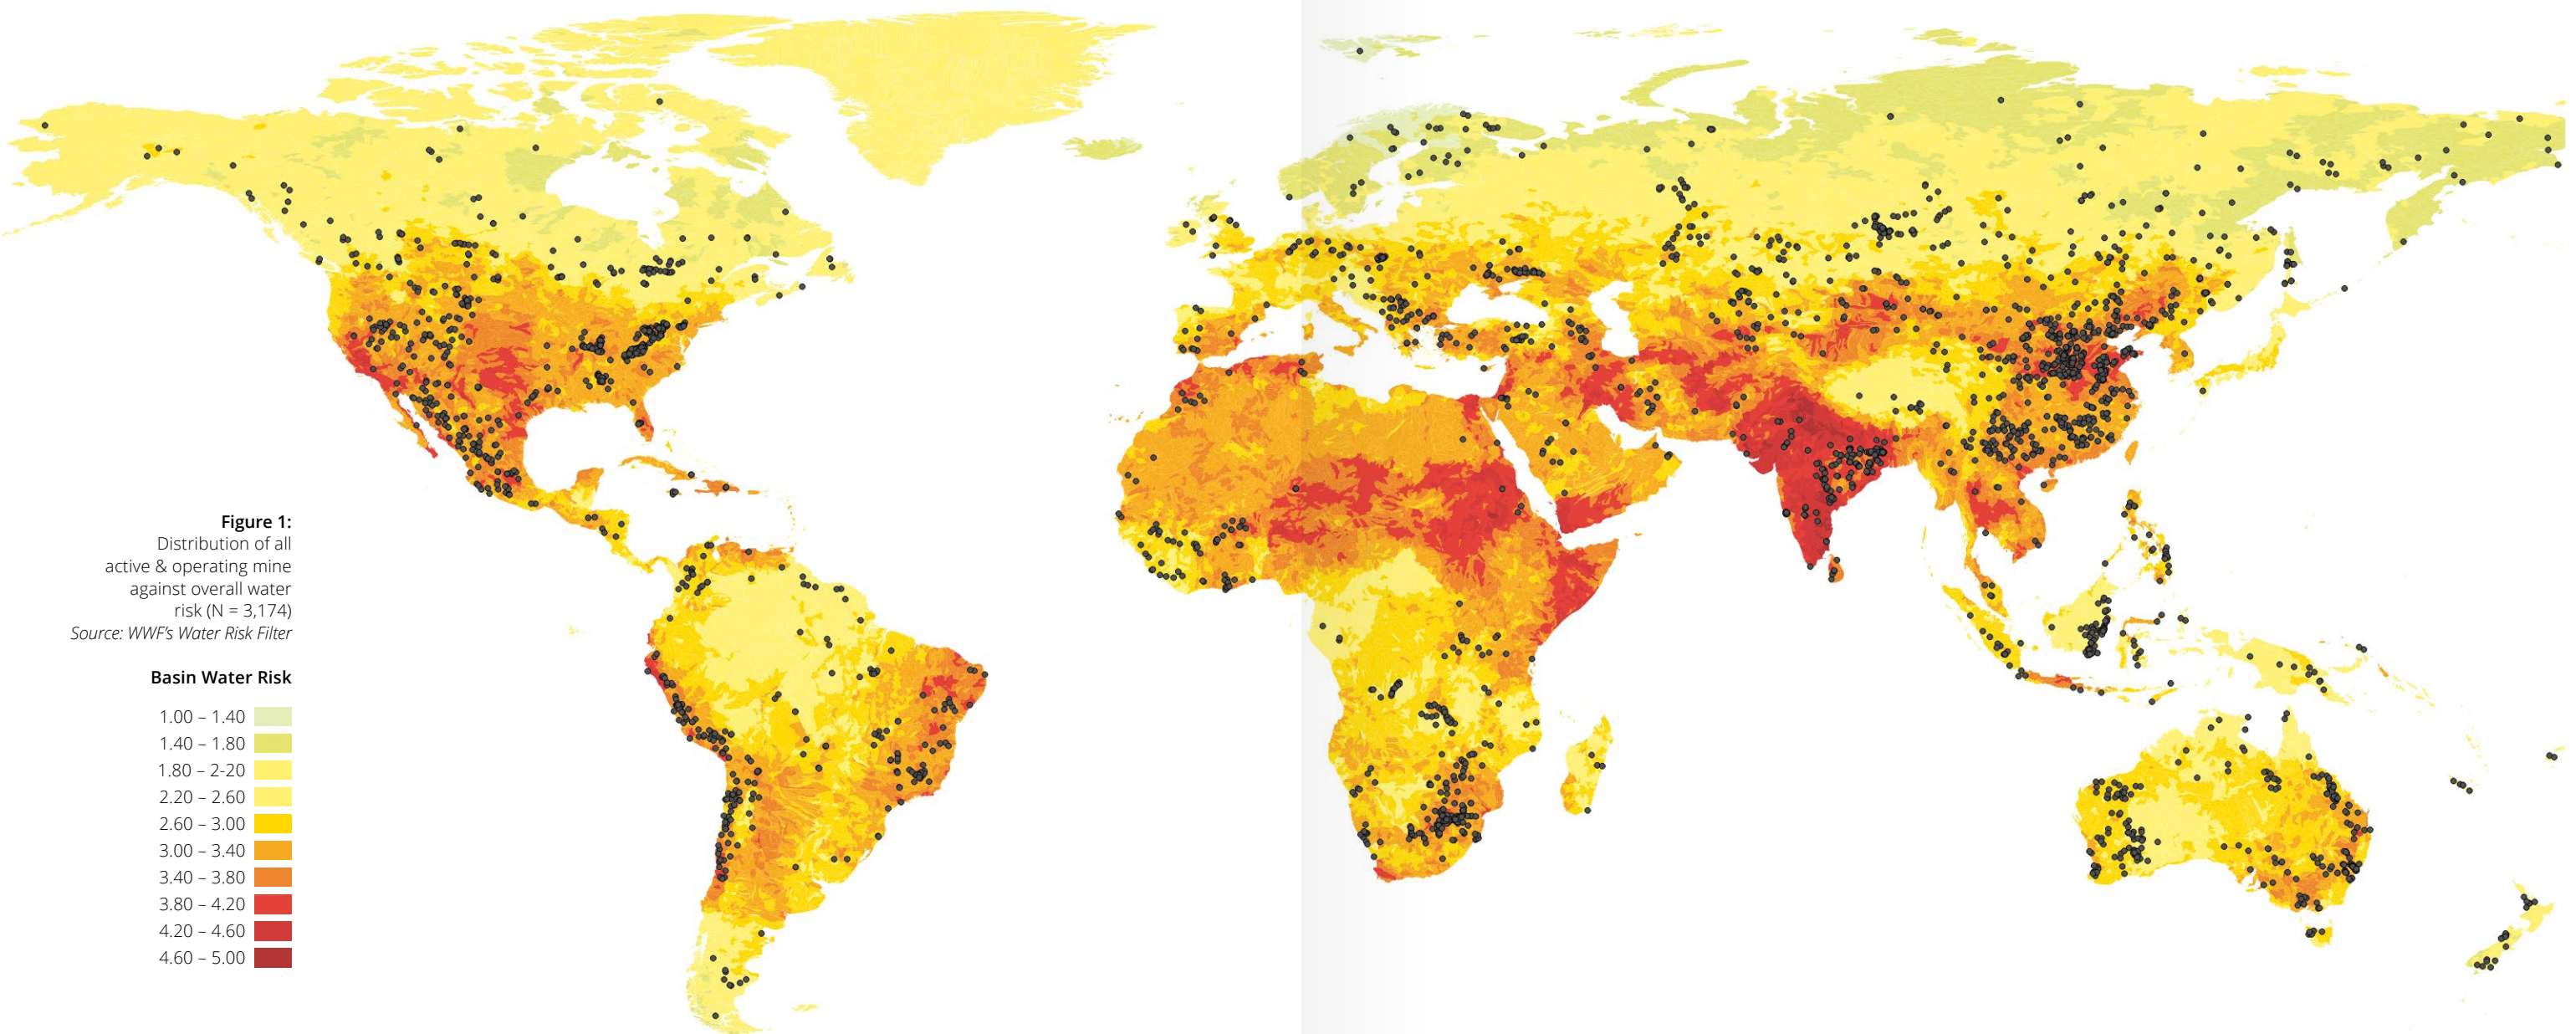 Figure 1:
Distribution of all
active & operating mine
against overall water
risk (N = 3,174)
Source: WWF's Water Risk Filter
Basin Water Risk
1.00 – 1.40
1.40 – 1.80
1.80 – 2-20
2.20 – 2.60
2.60 – 3.00
3.00 – 3.40
3.40 – 3.80
3.80 – 4.20
4.20 – 4.60
4.60 – 5.00